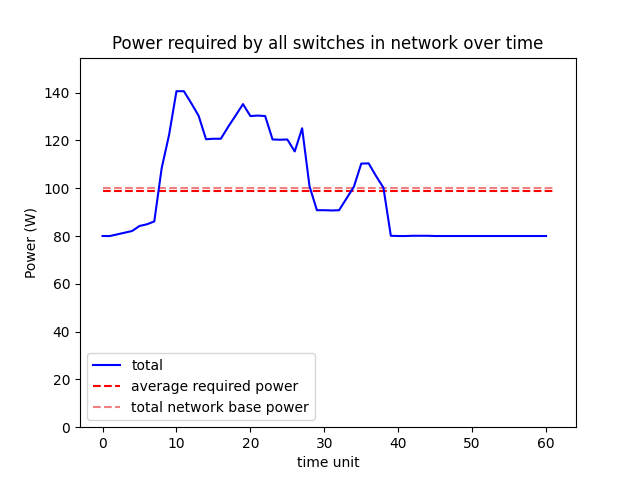 Power required by all switches in network over time
Power (W)
140
120
100
80
60
40
20
0
total
average required power
total network base power
0 10 20 30 40 50 60
time unit